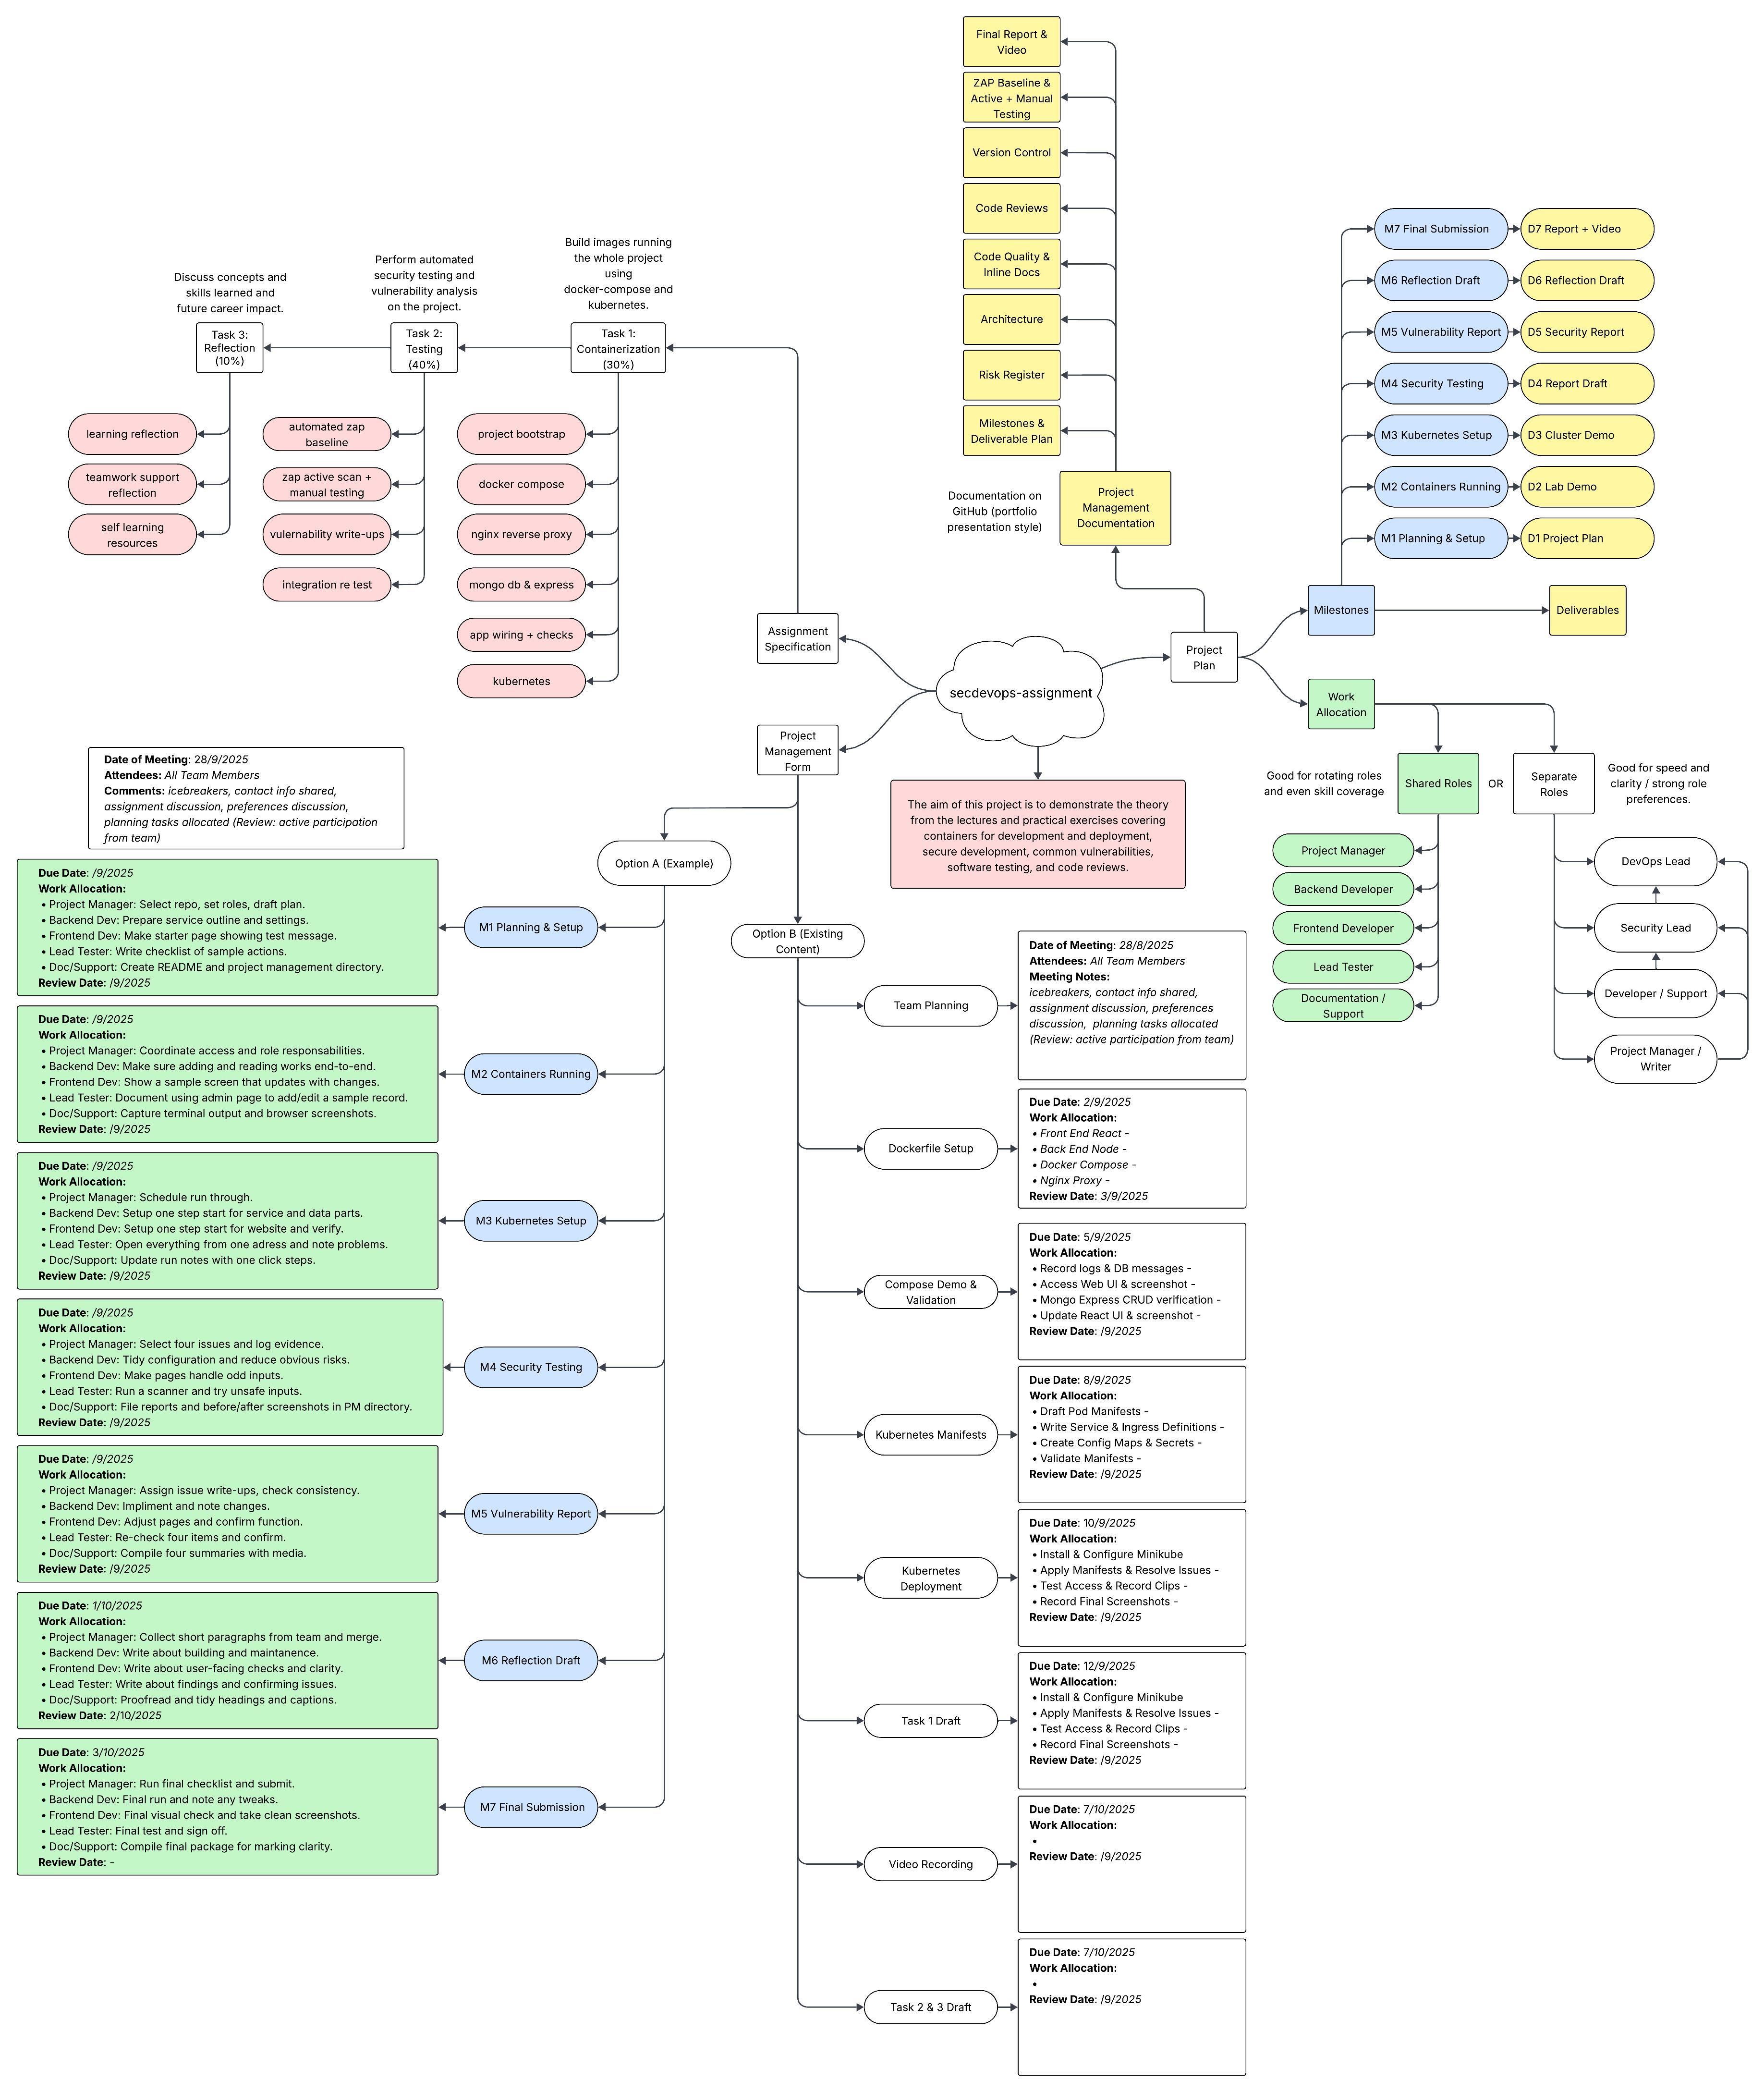 Final Report &
Video
ZAP Baseline &
Active + Manual
Testing
Version Control
Code Reviews
Code Quality &
Inline Docs
Architecture
Risk Register
Milestones &
Deliverable Plan
Documentation on
GitHub (portfolio
presentation style)
Project
Management
Documentation
M7 Final Submission
D7 Report + Video
M6 Reflection Draft
D6 Reflection Draft
M5 Vulnerability Report
D5 Security Report
M4 Security Testing
D4 Report Draft
M3 Kubernetes Setup
D3 Cluster Demo
M2 Containers Running
D2 Lab Demo
M1 Planning & Setup
D1 Project Plan
Milestones
Deliverables
Discuss concepts and
skills learned and
future career impact.
Perform automated
security testing and
vulnerability analysis
on the project.
Build images running
the whole project
using
docker-compose and
kubernetes.
Task 3:
Reflection
(10%)
Task 2:
Testing
(40%)
Task 1:
Containerization
(30%)
learning reflection
teamwork support
reflection
self learning
resources
automated zap
baseline
zap active scan +
manual testing
vulernability write-ups
integration re test
project bootstrap
docker compose
nginx reverse proxy
mongo db & express
app wiring + checks
kubernetes
Assignment
Specification
secdevops-assignment
Project
Plan
Work
Allocation
Project
Management
Form
The aim of this project is to demonstrate the theory
from the lectures and practical exercises covering
containers for development and deployment,
secure development, common vulnerabilities,
software testing, and code reviews.
Good for rotating roles
and even skill coverage
Shared Roles
OR
Separate
Roles
Good for speed and
clarity / strong role
preferences.
Project Manager
Backend Developer
Frontend Developer
Lead Tester
Documentation /
Support
DevOps Lead
Security Lead
Developer / Support
Project Manager /
Writer
Date of Meeting: 28/9/2025
Attendees: All Team Members
Comments: icebreakers, contact info shared,
assignment discussion, preferences discussion,
planning tasks allocated (Review: active participation
from team)
Option A (Example)
Due Date: /9/2025
Work Allocation:
• Project Manager: Select repo, set roles, draft plan.
• Backend Dev: Prepare service outline and settings.
• Frontend Dev: Make starter page showing test message.
• Lead Tester: Write checklist of sample actions.
• Doc/Support: Create README and project management directory.
Review Date: /9/2025
M1 Planning & Setup
Due Date: /9/2025
Work Allocation:
• Project Manager: Coordinate access and role responsabilities.
• Backend Dev: Make sure adding and reading works end-to-end.
• Frontend Dev: Show a sample screen that updates with changes.
• Lead Tester: Document using admin page to add/edit a sample record.
• Doc/Support: Capture terminal output and browser screenshots.
Review Date: /9/2025
M2 Containers Running
Due Date: /9/2025
Work Allocation:
• Project Manager: Schedule run through.
• Backend Dev: Setup one step start for service and data parts.
• Frontend Dev: Setup one step start for website and verify.
• Lead Tester: Open everything from one adress and note problems.
• Doc/Support: Update run notes with one click steps.
Review Date: /9/2025
M3 Kubernetes Setup
Due Date: /9/2025
Work Allocation:
• Project Manager: Select four issues and log evidence.
• Backend Dev: Tidy configuration and reduce obvious risks.
• Frontend Dev: Make pages handle odd inputs.
• Lead Tester: Run a scanner and try unsafe inputs.
• Doc/Support: File reports and before/after screenshots in PM directory.
Review Date: /9/2025
M4 Security Testing
Due Date: /9/2025
Work Allocation:
• Project Manager: Assign issue write-ups, check consistency.
• Backend Dev: Impliment and note changes.
• Frontend Dev: Adjust pages and confirm function.
• Lead Tester: Re-check four items and confirm.
• Doc/Support: Compile four summaries with media.
Review Date: /9/2025
M5 Vulnerability Report
Due Date: 1/10/2025
Work Allocation:
• Project Manager: Collect short paragraphs from team and merge.
• Backend Dev: Write about building and maintanence.
• Frontend Dev: Write about user-facing checks and clarity.
• Lead Tester: Write about findings and confirming issues.
• Doc/Support: Proofread and tidy headings and captions.
Review Date: 2/10/2025
M6 Reflection Draft
Due Date: 3/10/2025
Work Allocation:
• Project Manager: Run final checklist and submit.
• Backend Dev: Final run and note any tweaks.
• Frontend Dev: Final visual check and take clean screenshots.
• Lead Tester: Final test and sign off.
• Doc/Support: Compile final package for marking clarity.
Review Date: -
M7 Final Submission
Option B (Existing
Content)
Team Planning
Date of Meeting: 28/8/2025
Attendees: All Team Members
Meeting Notes:
icebreakers, contact info shared,
assignment discussion, preferences
discussion, planning tasks allocated
(Review: active participation from team)
Dockerfile Setup
Due Date: 2/9/2025
Work Allocation:
• Front End React -
• Back End Node -
• Docker Compose -
• Nginx Proxy -
Review Date: 3/9/2025
Compose Demo &
Validation
Due Date: 5/9/2025
Work Allocation:
• Record logs & DB messages -
• Access Web UI & screenshot -
• Mongo Express CRUD verification -
• Update React UI & screenshot -
Review Date: /9/2025
Kubernetes Manifests
Due Date: 8/9/2025
Work Allocation:
• Draft Pod Manifests -
• Write Service & Ingress Definitions -
• Create Config Maps & Secrets -
• Validate Manifests -
Review Date: /9/2025
Kubernetes
Deployment
Due Date: 10/9/2025
Work Allocation:
• Install & Configure Minikube
• Apply Manifests & Resolve Issues -
• Test Access & Record Clips -
• Record Final Screenshots -
Review Date: /9/2025
Task 1 Draft
Due Date: 12/9/2025
Work Allocation:
• Install & Configure Minikube
• Apply Manifests & Resolve Issues -
• Test Access & Record Clips -
• Record Final Screenshots -
Review Date: /9/2025
Video Recording
Due Date: 7/10/2025
Work Allocation:
•
Review Date: /9/2025
Task 2 & 3 Draft
Due Date: 7/10/2025
Work Allocation:
•
Review Date: /9/2025